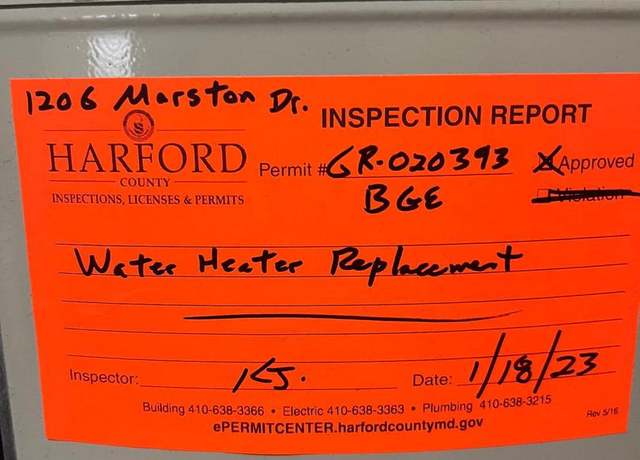 1206 Marston Dr.
INSPECTION REPORT
HARFORD
COUNTY
INSPECTIONS, LICENSES & PERMITS
Permit # GR-020393
Approved
BGE
Violation
Water Heater Replacement
Inspector: KJ.
Date: 1/18/23
Building 410-638-3366 • Electric 410-638-3363 • Plumbing 410-638-3215
ePERMITCENTER.harfordcountymd.gov
Rev 5/16